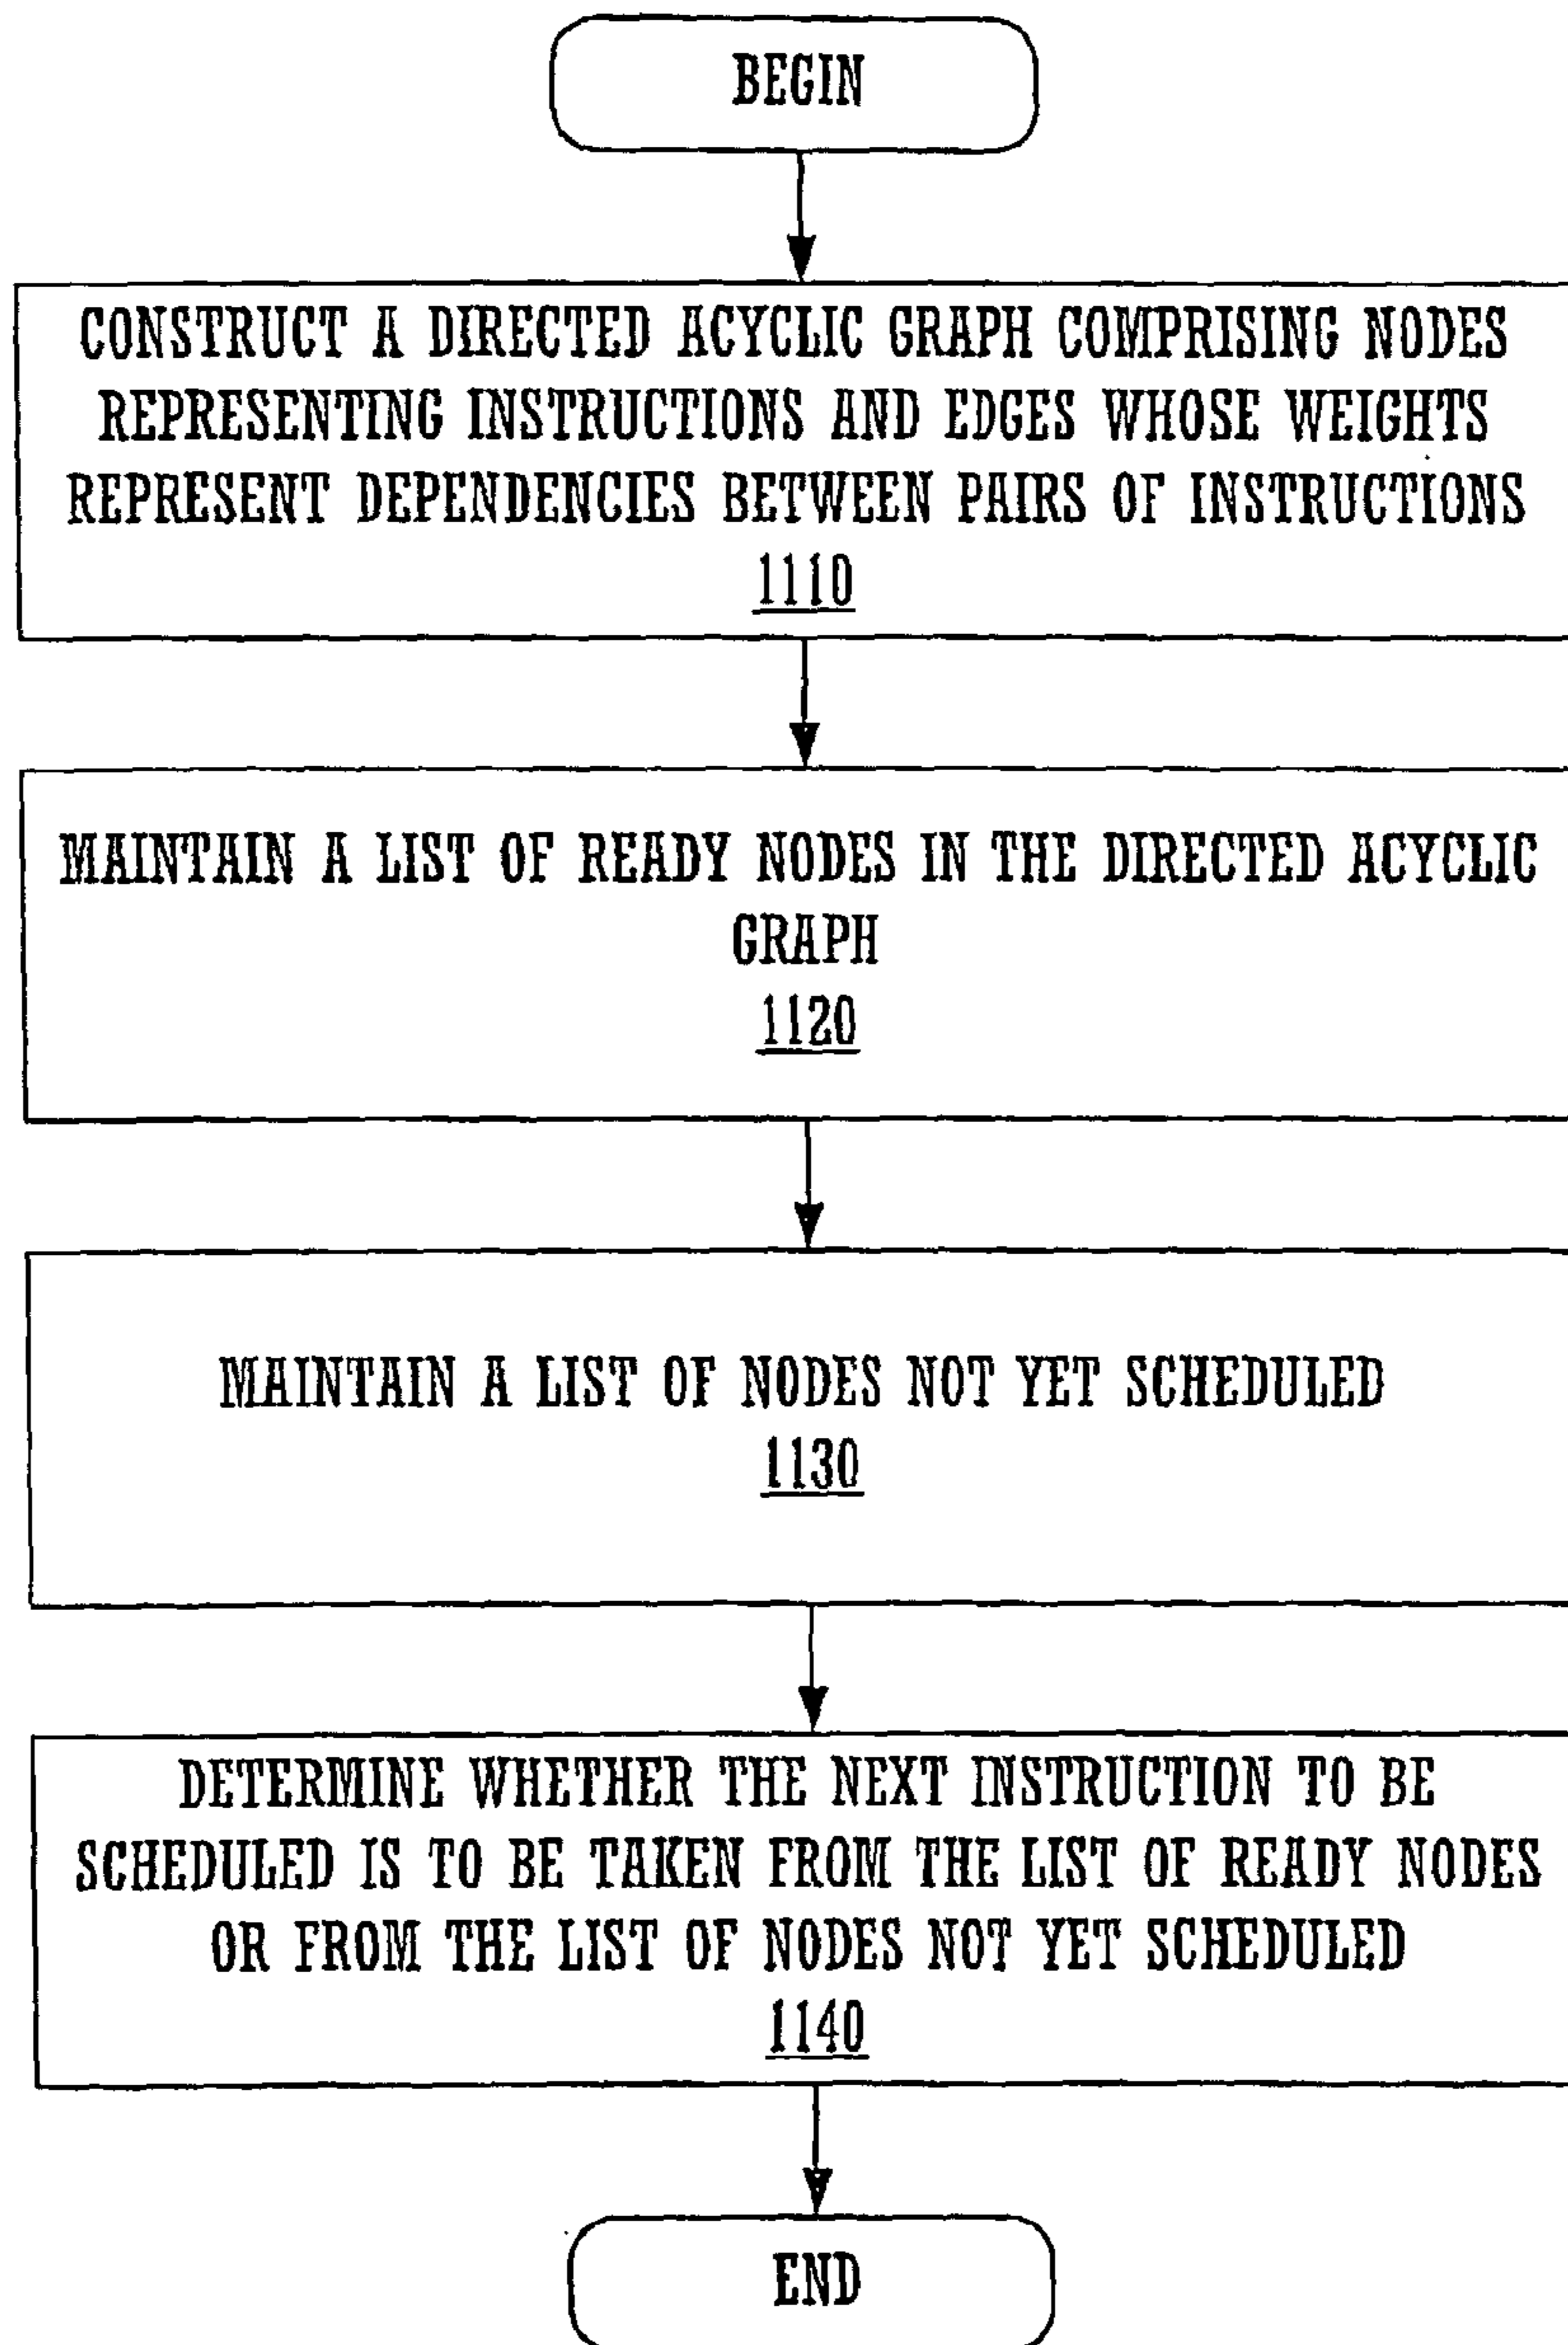 BEGIN
CONSTRUCT A DIRECTED ACYCLIC GRAPH COMPRISING NODES
REPRESENTING INSTRUCTIONS AND EDGES WHOSE WEIGHTS
REPRESENT DEPENDENCIES BETWEEN PAIRS OF INSTRUCTIONS
1110
MAINTAIN A LIST OF READY NODES IN THE DIRECTED ACYCLIC
GRAPH
1120
MAINTAIN A LIST OF NODES NOT YET SCHEDULED
1130
DETERMINE WHETHER THE NEXT INSTRUCTION TO BE
SCHEDULED IS TO BE TAKEN FROM THE LIST OF READY NODES
OR FROM THE LIST OF NODES NOT YET SCHEDULED
1140
END